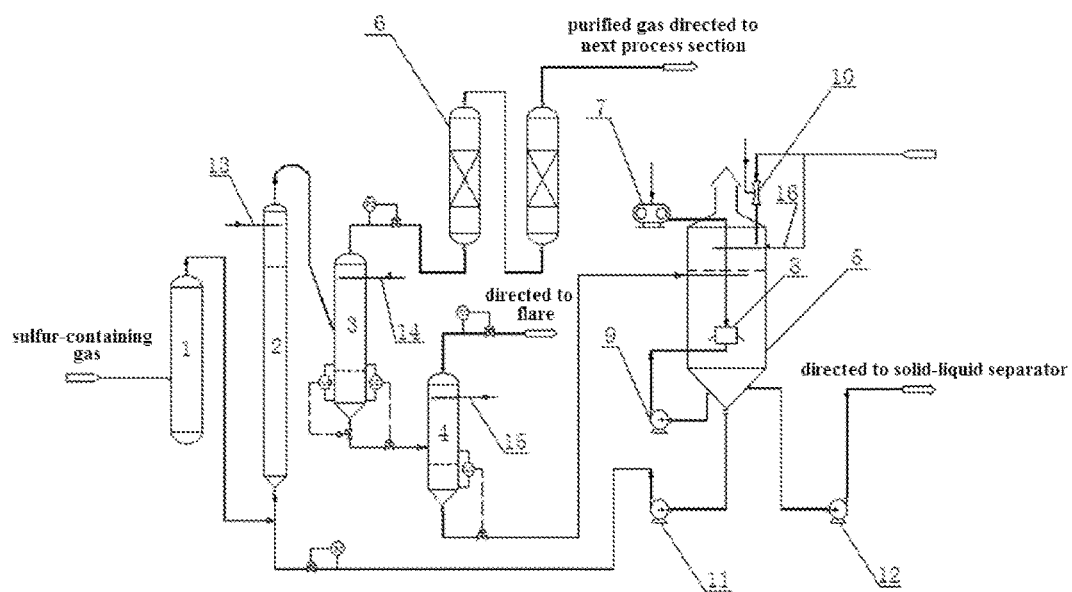 6
purified gas directed to
next process section
7
10
13
16
8
5
directed to
flare
3
14
9
sulfur-containing
gas
1
2
directed to solid-liquid separator
4
15
11
12